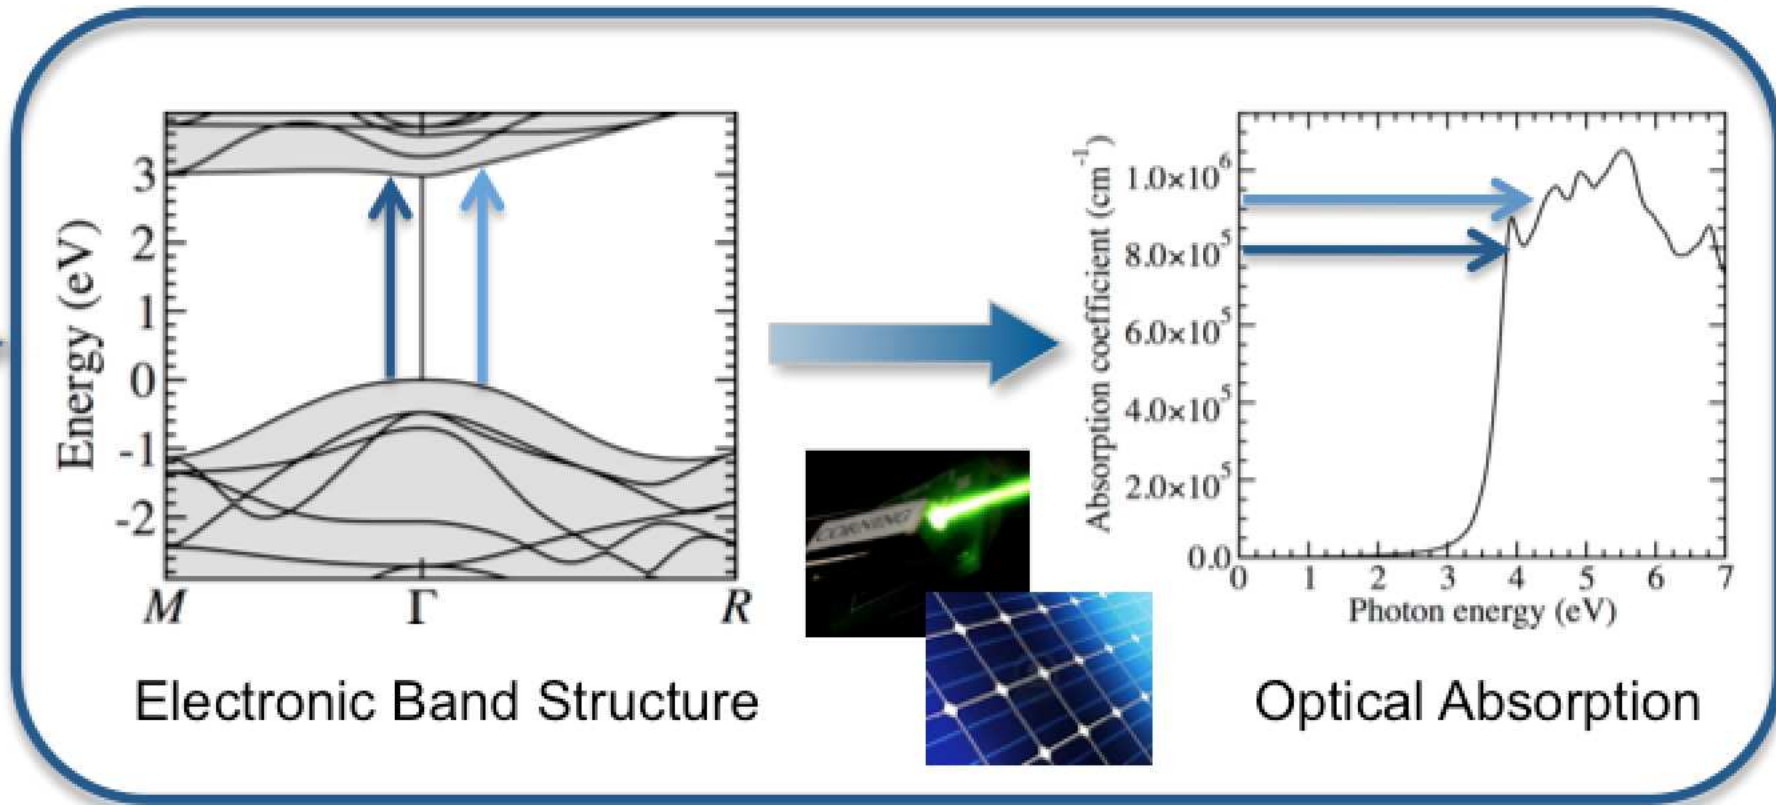 Energy (eV)
3
2
1
0
-1
-2
M Γ R
Electronic Band Structure
CORNING
Absorption coefficient (cm⁻¹)
1.0×10⁶
8.0×10⁵
6.0×10⁵
4.0×10⁵
2.0×10⁵
0.0
0 1 2 3 4 5 6 7
Photon energy (eV)
Optical Absorption